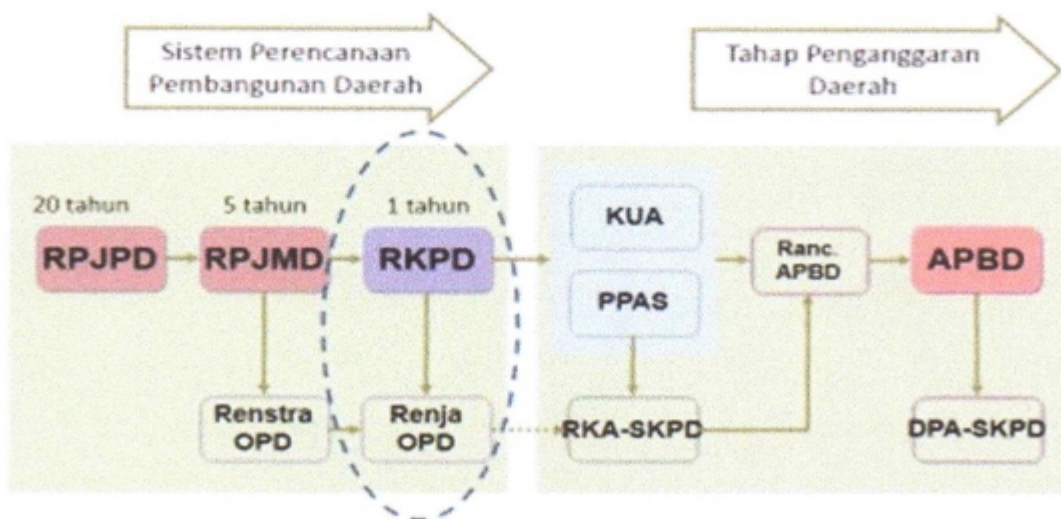 Sistem Perencanaan
Pembangunan Daerah
Tahap Penganggaran
Daerah
20 tahun
5 tahun
1 tahun
RPJPD
RPJMD
RKPD
KUA
PPAS
Ranc.
APBD
APBD
Renstra
OPD
Renja
OPD
RKA-SKPD
DPA-SKPD